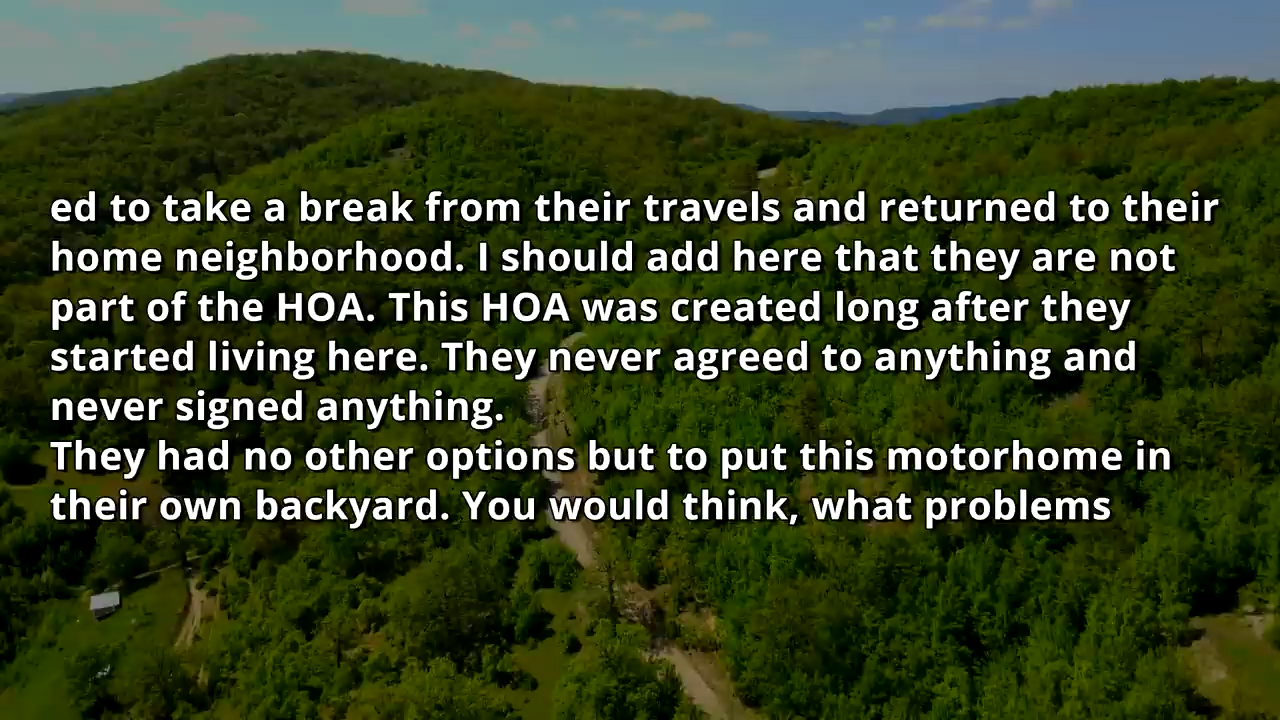 ed to take a break from their travels and returned to their
home neighborhood. I should add here that they are not
part of the HOA. This HOA was created long after they
started living here. They never agreed to anything and
never signed anything.
They had no other options but to put this motorhome in
their own backyard. You would think, what problems